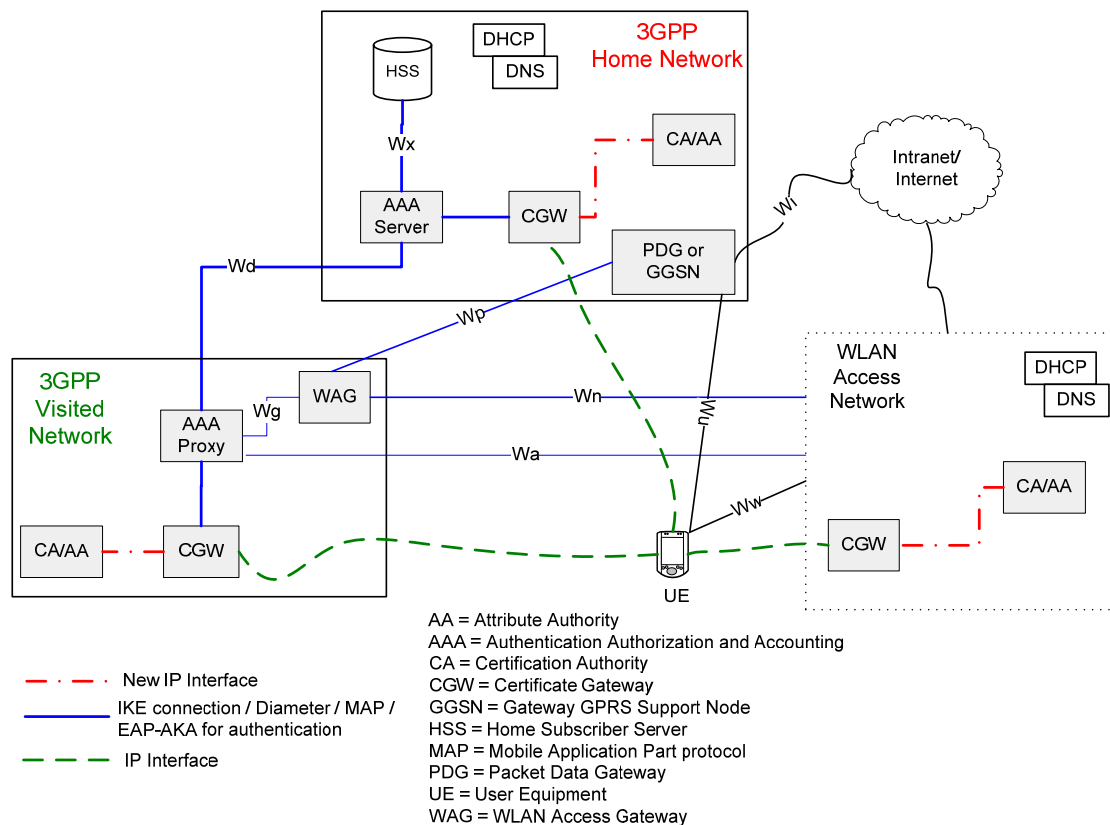 3GPP
Home Network
DHCP
DNS
HSS
Wx
CA/AA
AAA
Server
CGW
PDG or
GGSN
Intranet/
Internet
Wi
Wd
Wp
3GPP
Visited
Network
WAG
Wg
AAA
Proxy
Wn
Wa
Wu
Ww
WLAN
Access
Network
DHCP
DNS
CA/AA
CGW
CA/AA
CGW
UE
AA = Attribute Authority
AAA = Authentication Authorization and Accounting
CA = Certification Authority
CGW = Certificate Gateway
GGSN = Gateway GPRS Support Node
HSS = Home Subscriber Server
MAP = Mobile Application Part protocol
PDG = Packet Data Gateway
UE = User Equipment
WAG = WLAN Access Gateway
New IP Interface
IKE connection / Diameter / MAP /
EAP-AKA for authentication
IP Interface